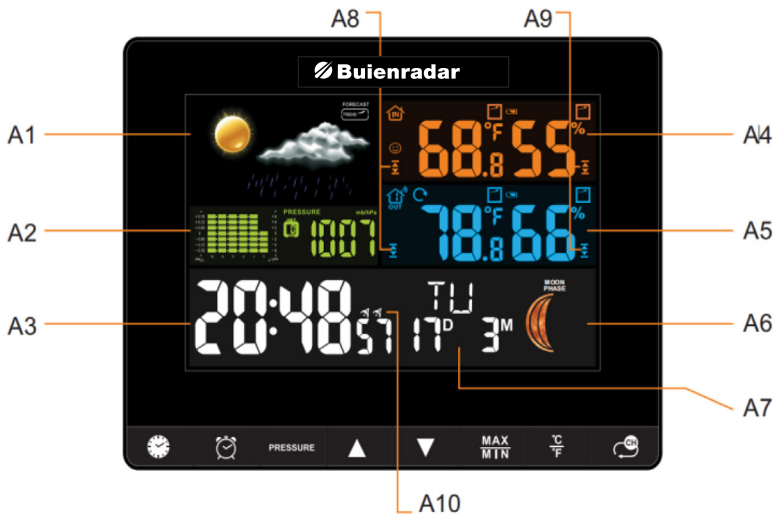 A8
A9
Buienradar
A1
FORECAST
TREND
IN
68.8 °F
55 %
A4
A2
PRESSURE
mb/hPa
1007
OUT
78.8 °F
66 %
A5
A3
20:48
57
TU
17 D
3 M
MOON
PHASE
A6
A7
PRESSURE
MAX
MIN
°C
°F
CH
A10